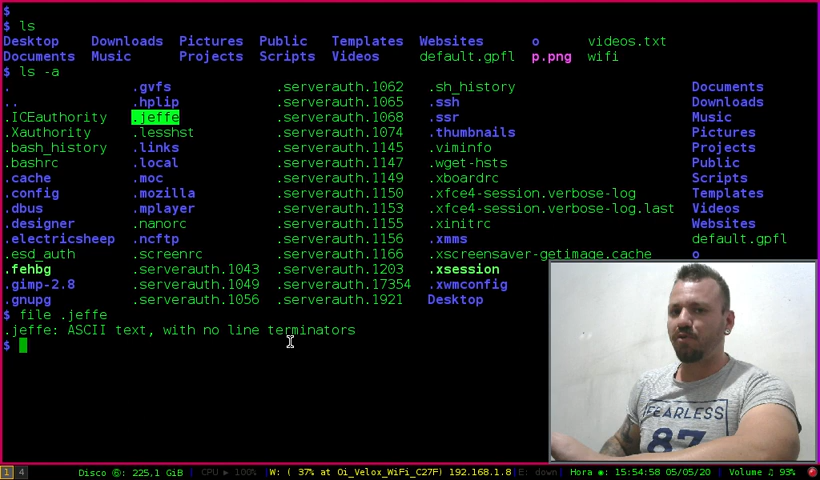 $
$ ls
Desktop Downloads Pictures Public Templates Websites o videos.txt
Documents Music Projects Scripts Videos default.gpfl p.png wifi
$ ls -a
. .gvfs .serverauth.1062 .sh_history Documents
.. .hplip .serverauth.1065 .ssh Downloads
.ICEauthority .jeffe .serverauth.1068 .ssr Music
.Xauthority .lesshst .serverauth.1074 .thumbnails Pictures
.bash_history .links .serverauth.1145 .viminfo Projects
.bashrc .local .serverauth.1147 .wget-hsts Public
.cache .moc .serverauth.1149 .xboardrc Scripts
.config .mozilla .serverauth.1150 .xfce4-session.verbose-log Templates
.dbus .mplayer .serverauth.1153 .xfce4-session.verbose-log.last Videos
.designer .nanorc .serverauth.1155 .xinitrc Websites
.electricsheep .ncftp .serverauth.1156 .xmms default.gpfl
.esd_auth .screenrc .serverauth.1166 .xscreensaver-getimage.cache o
.fehbg .serverauth.1043 .serverauth.1203 .xsession
.gimp-2.8 .serverauth.1049 .serverauth.17354 .xwmconfig
.gnupg .serverauth.1056 .serverauth.1921 Desktop
$ file .jeffe
.jeffe: ASCII text, with no line terminators
$
FEARLESS
87
1 4 Disco 225,1 GiB CPU ▶ 100% W: ( 37% at Oi_Velox_WiFi_C27F) 192.168.1.8 E: down Hora 15:54:58 05/05/20 Volume ♫ 93%